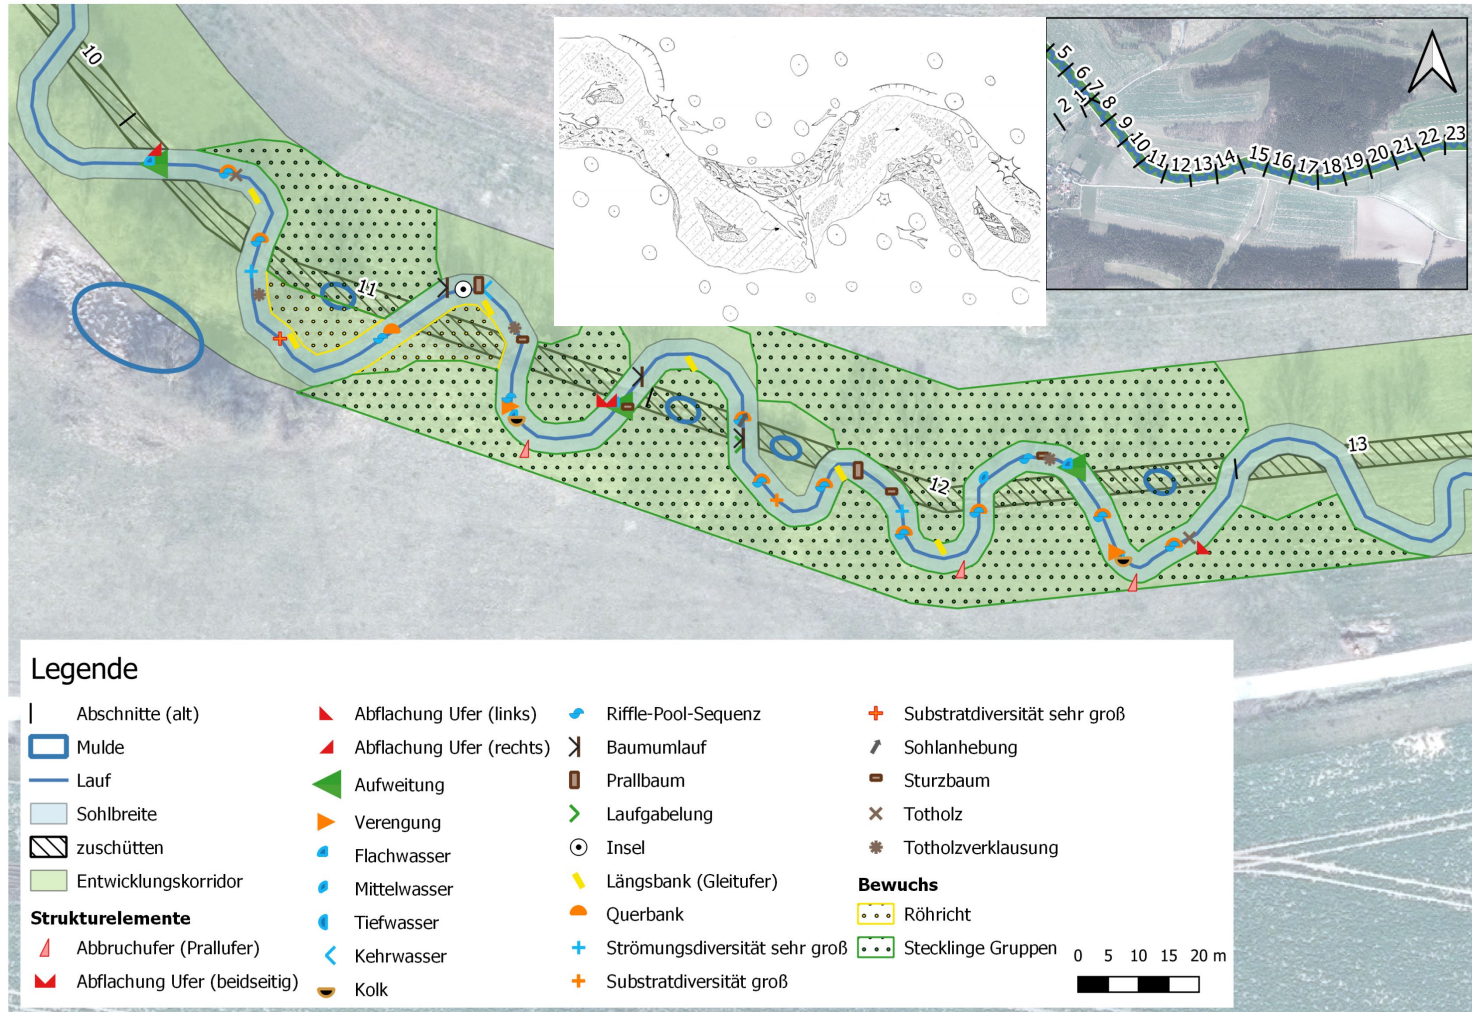 10
11
12
13
5
6
7
1
2
8
9
10
11
12
13
14
15
16
17
18
19
20
21
22
23
Legende
Abschnitte (alt)
Mulde
Lauf
Sohlbreite
zuschütten
Entwicklungskorridor
Strukturelemente
Abbruchufer (Prallufer)
Abflachung Ufer (beidseitig)
Abflachung Ufer (links)
Abflachung Ufer (rechts)
Aufweitung
Verengung
Flachwasser
Mittelwasser
Tiefwasser
Kehrwasser
Kolk
Riffle-Pool-Sequenz
Baumumlauf
Prallbaum
Laufgabelung
Insel
Längsbank (Gleitufer)
Querbank
Strömungsdiversität sehr groß
Substratdiversität groß
Substratdiversität sehr groß
Sohlanhebung
Sturzbaum
Totholz
Totholzverklausung
Bewuchs
Röhricht
Stecklinge Gruppen
0 5 10 15 20 m